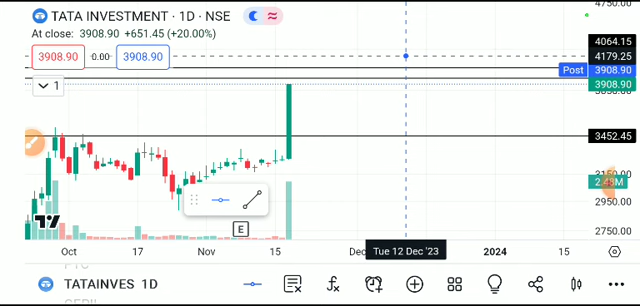 TATA INVESTMENT · 1D · NSE
At close: 3908.90 +651.45 (+20.00%)
3908.90 0.00 3908.90
1
4750.00
4064.15
4179.25
Post 3908.90
3908.90
3452.45
2.48M
2950.00
2750.00
E
Oct 17 Nov 15 Dec Tue 12 Dec '23 2024 15
TATAINVES 1D